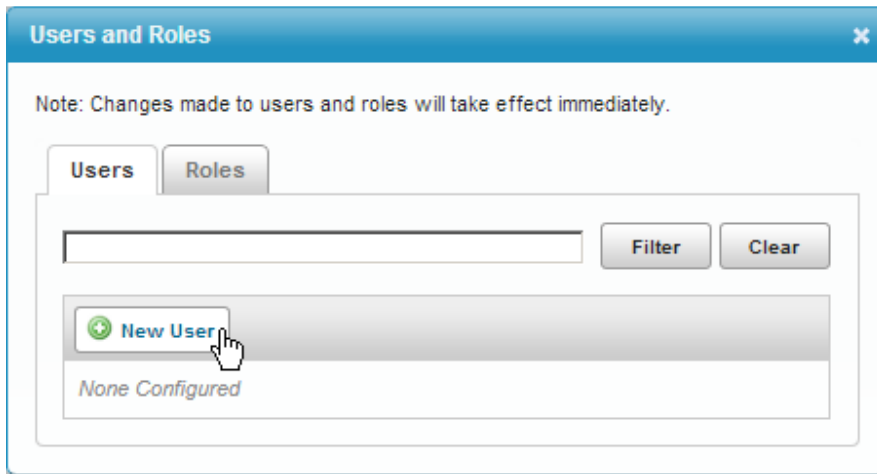 Users and Roles
Note: Changes made to users and roles will take effect immediately.
Users Roles
Filter Clear
New User
None Configured